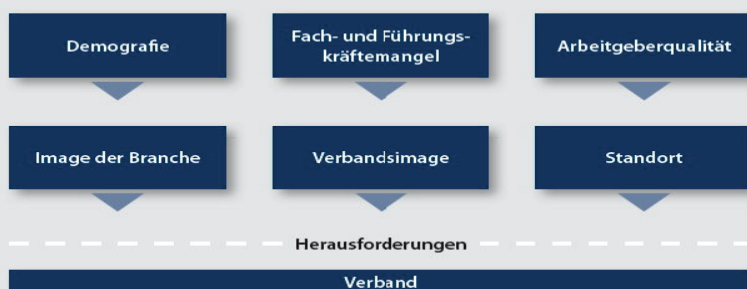 Demografie
Fach- und Führungs-
kräftemangel
Arbeitgeberqualität
Image der Branche
Verbandsimage
Standort
Herausforderungen
Verband